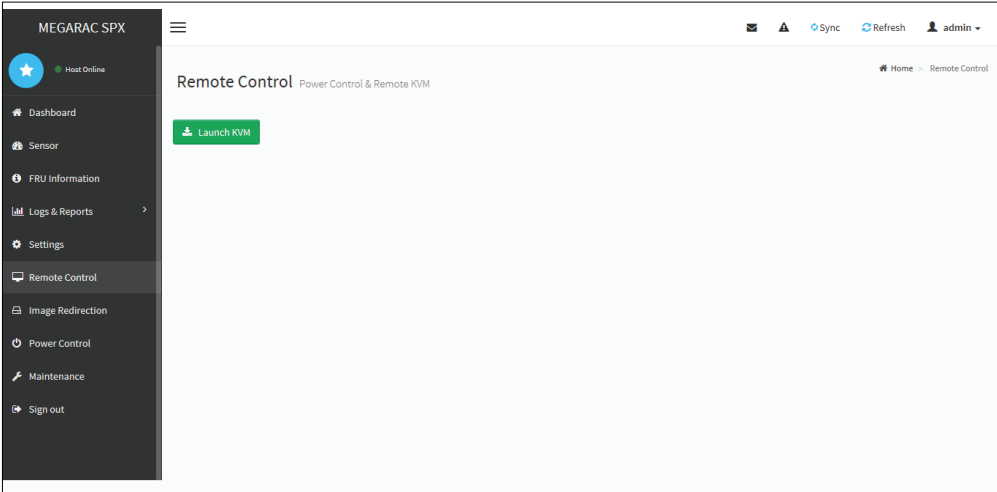 MEGARAC SPX
Sync
Refresh
admin
Host Online
Remote Control Power Control & Remote KVM
Home > Remote Control
Launch KVM
Dashboard
Sensor
FRU Information
Logs & Reports >
Settings
Remote Control
Image Redirection
Power Control
Maintenance
Sign out